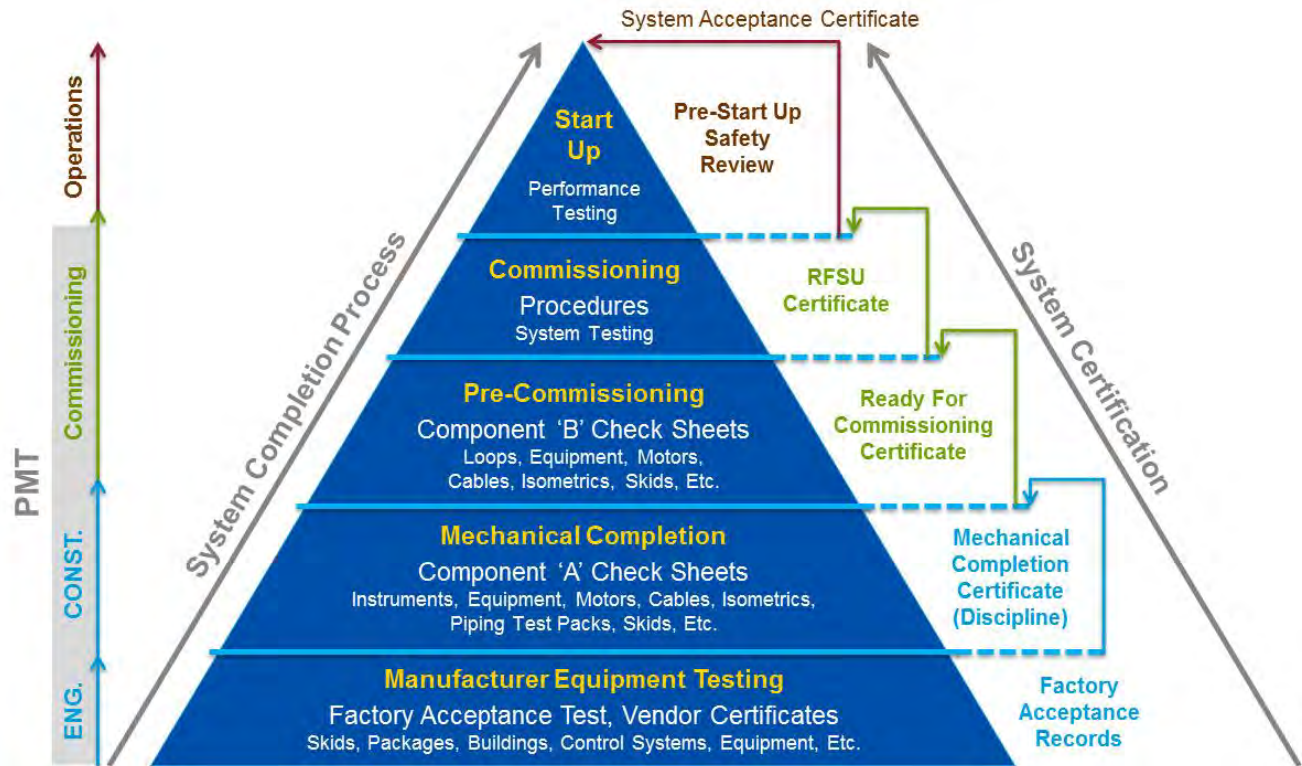 System Acceptance Certificate
Operations
Commissioning
CONST.
ENG.
PMT
System Completion Process
Start
Up
Performance
Testing
Commissioning
Procedures
System Testing
Pre-Commissioning
Component ‘B’ Check Sheets
Loops, Equipment, Motors,
Cables, Isometrics, Skids, Etc.
Mechanical Completion
Component ‘A’ Check Sheets
Instruments, Equipment, Motors, Cables, Isometrics,
Piping Test Packs, Skids, Etc.
Manufacturer Equipment Testing
Factory Acceptance Test, Vendor Certificates
Skids, Packages, Buildings, Control Systems, Equipment, Etc.
Pre-Start Up
Safety
Review
RFSU
Certificate
Ready For
Commissioning
Certificate
Mechanical
Completion
Certificate
(Discipline)
Factory
Acceptance
Records
System Certification